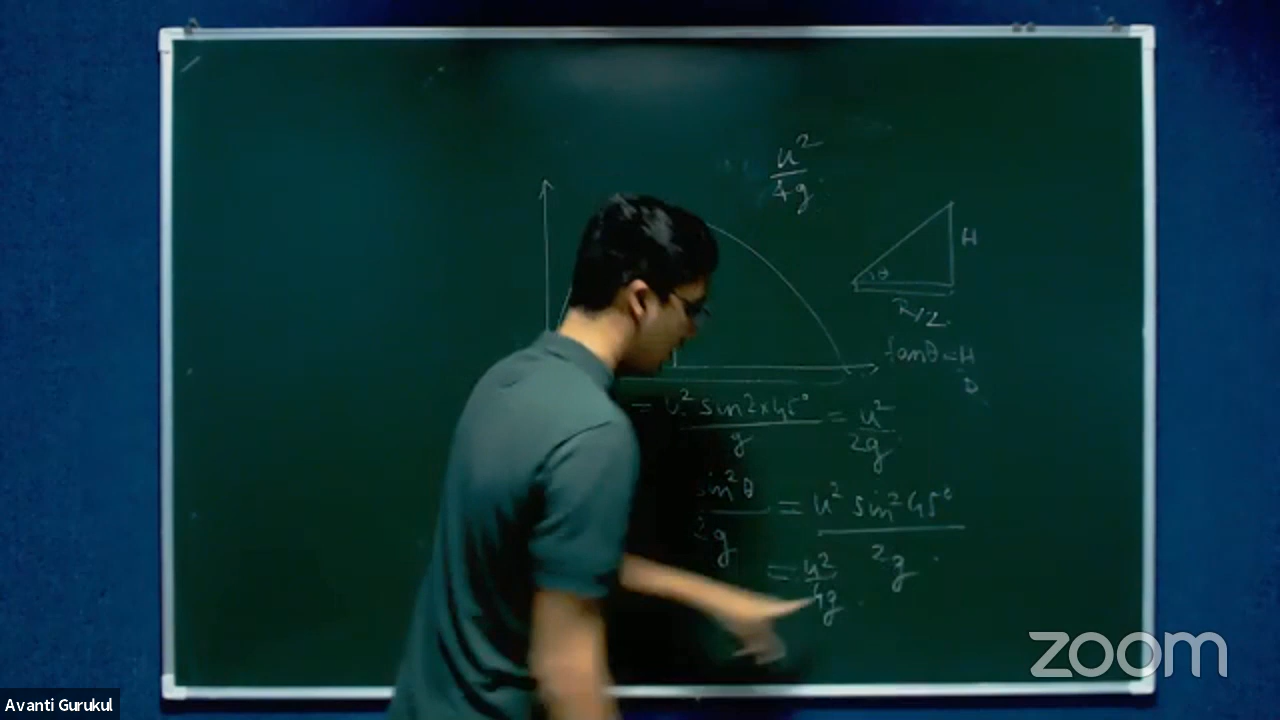 u²/4g
H
θ
R/2
tanθ = H
= u² sin2×45°/g = u²/2g
sin²θ/2g = u² sin²45°/2g
= u²/4g
zoom
Avanti Gurukul